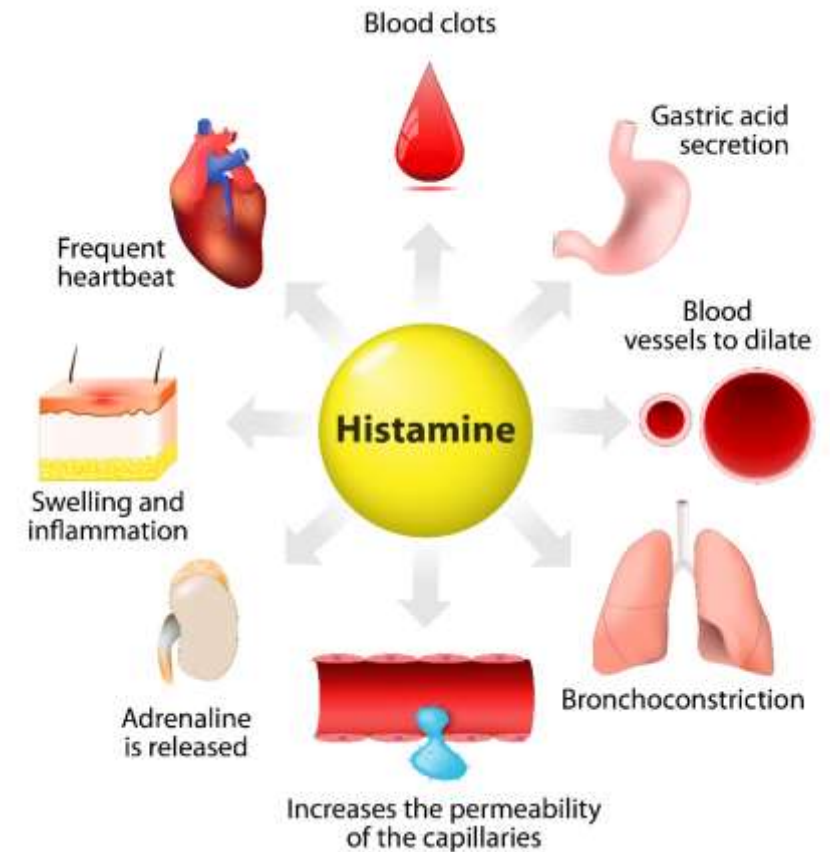 Blood clots
Gastric acid
secretion
Frequent
heartbeat
Blood
vessels to dilate
Histamine
Swelling and
inflammation
Bronchoconstriction
Adrenaline
is released
Increases the permeability
of the capillaries